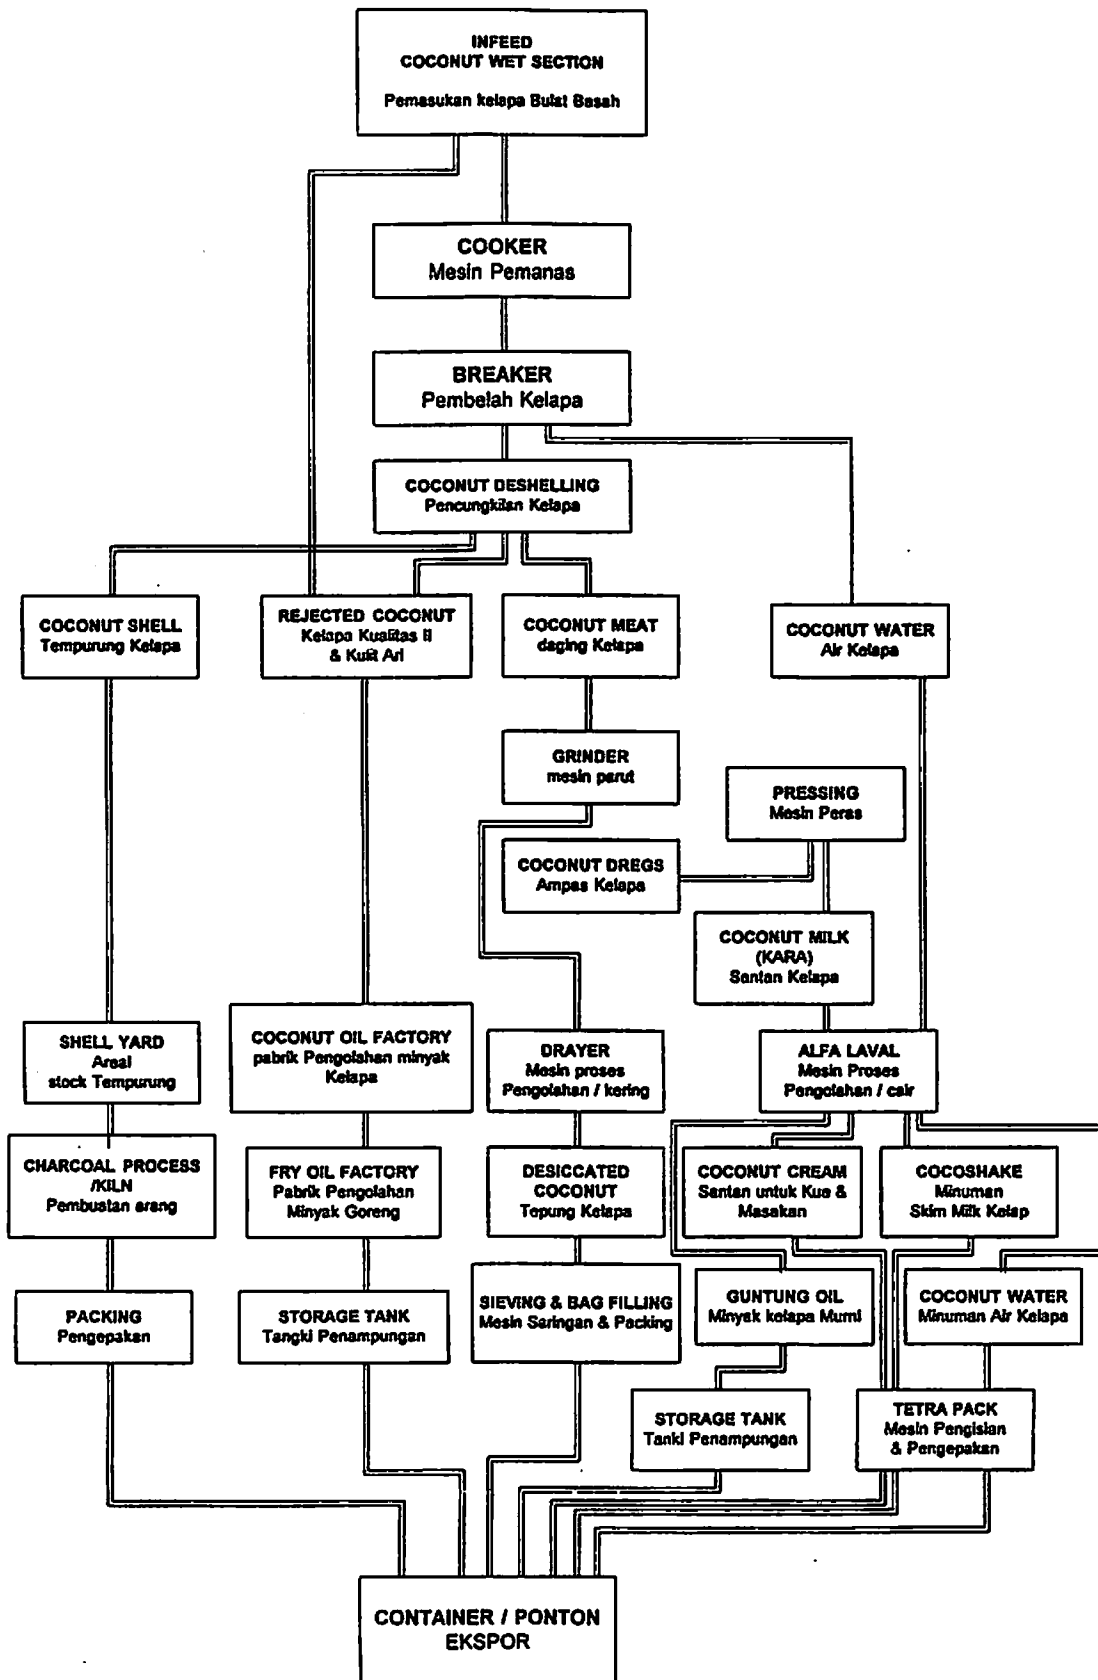 INFEED
COCONUT WET SECTION
Pemasukan kelapa Bulat Basah
COOKER
Mesin Pemanas
BREAKER
Pembelah Kelapa
COCONUT DESHELLING
Pencungkilan Kelapa
COCONUT SHELL
Tempurung Kelapa
REJECTED COCONUT
Kelapa Kualitas II
& Kulit Ari
COCONUT MEAT
daging Kelapa
COCONUT WATER
Air Kelapa
GRINDER
mesin parut
PRESSING
Mesin Peras
COCONUT DREGS
Ampas Kelapa
COCONUT MILK
(KARA)
Santan Kelapa
SHELL YARD
Areal
stock Tempurung
COCONUT OIL FACTORY
pabrik Pengolahan minyak
Kelapa
DRAYER
Mesin proses
Pengolahan / kering
ALFA LAVAL
Mesin Proses
Pengolahan / cair
CHARCOAL PROCESS
/KILN
Pembuatan arang
FRY OIL FACTORY
Pabrik Pengolahan
Minyak Goreng
DESICCATED
COCONUT
Tepung Kelapa
COCONUT CREAM
Santan untuk Kue &
Masakan
COCOSHAKE
Minuman
Skim Milk Kelap
PACKING
Pengepakan
STORAGE TANK
Tangki Penampungan
SIEVING & BAG FILLING
Mesin Saringan & Packing
GUNTUNG OIL
Minyak kelapa Murni
COCONUT WATER
Minuman Air Kelapa
STORAGE TANK
Tanki Penampungan
TETRA PACK
Mesin Pengisian
& Pengepakan
CONTAINER / PONTON
EKSPOR